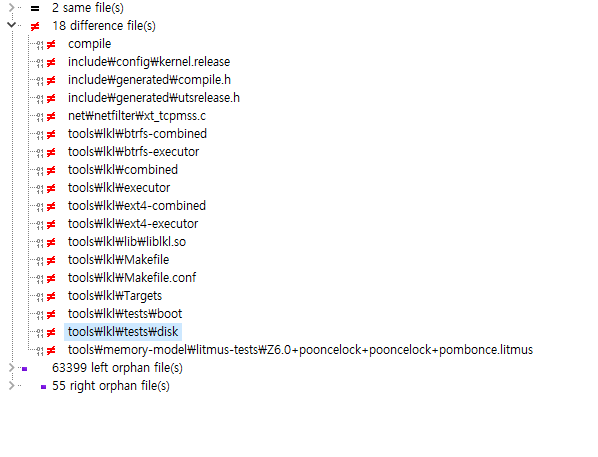 2 same file(s)
18 difference file(s)
compile
include₩config₩kernel.release
include₩generated₩compile.h
include₩generated₩utsrelease.h
net₩netfilter₩xt_tcpmss.c
tools₩lkl₩btrfs-combined
tools₩lkl₩btrfs-executor
tools₩lkl₩combined
tools₩lkl₩executor
tools₩lkl₩ext4-combined
tools₩lkl₩ext4-executor
tools₩lkl₩lib₩liblkl.so
tools₩lkl₩Makefile
tools₩lkl₩Makefile.conf
tools₩lkl₩Targets
tools₩lkl₩tests₩boot
tools₩lkl₩tests₩disk
tools₩memory-model₩litmus-tests₩Z6.0+pooncelock+pooncelock+pombonce.litmus
63399 left orphan file(s)
55 right orphan file(s)